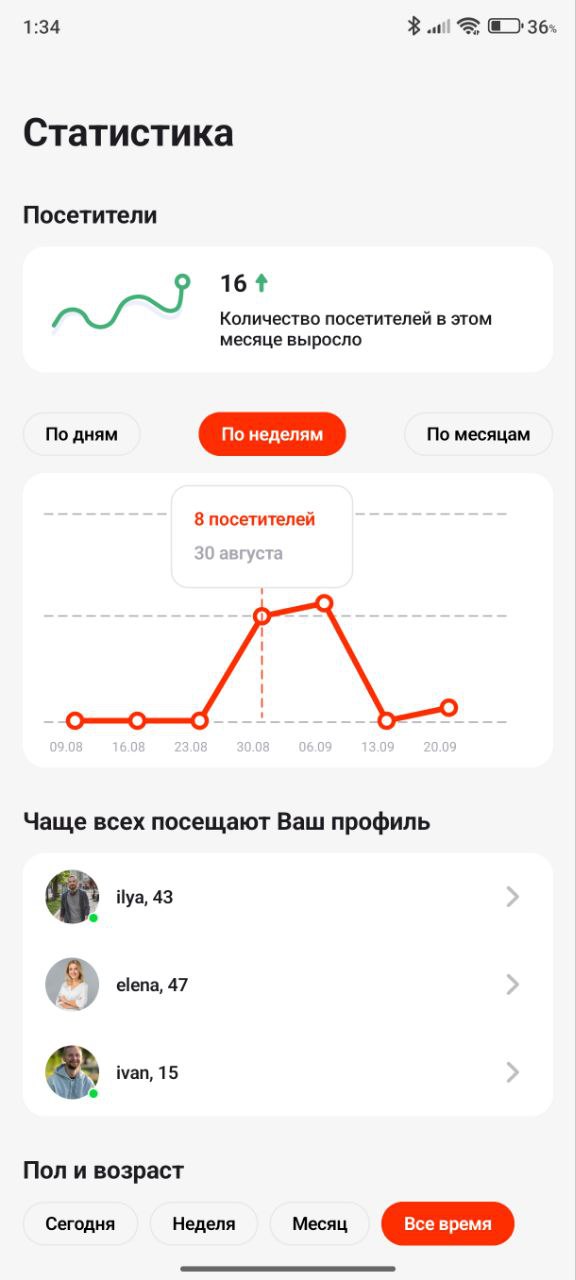 1:34
36%
Статистика
Посетители
16
Количество посетителей в этом
месяце выросло
По дням
По неделям
По месяцам
8 посетителей
30 августа
09.08 16.08 23.08 30.08 06.09 13.09 20.09
Чаще всех посещают Ваш профиль
ilya, 43
elena, 47
ivan, 15
Пол и возраст
Сегодня
Неделя
Месяц
Все время